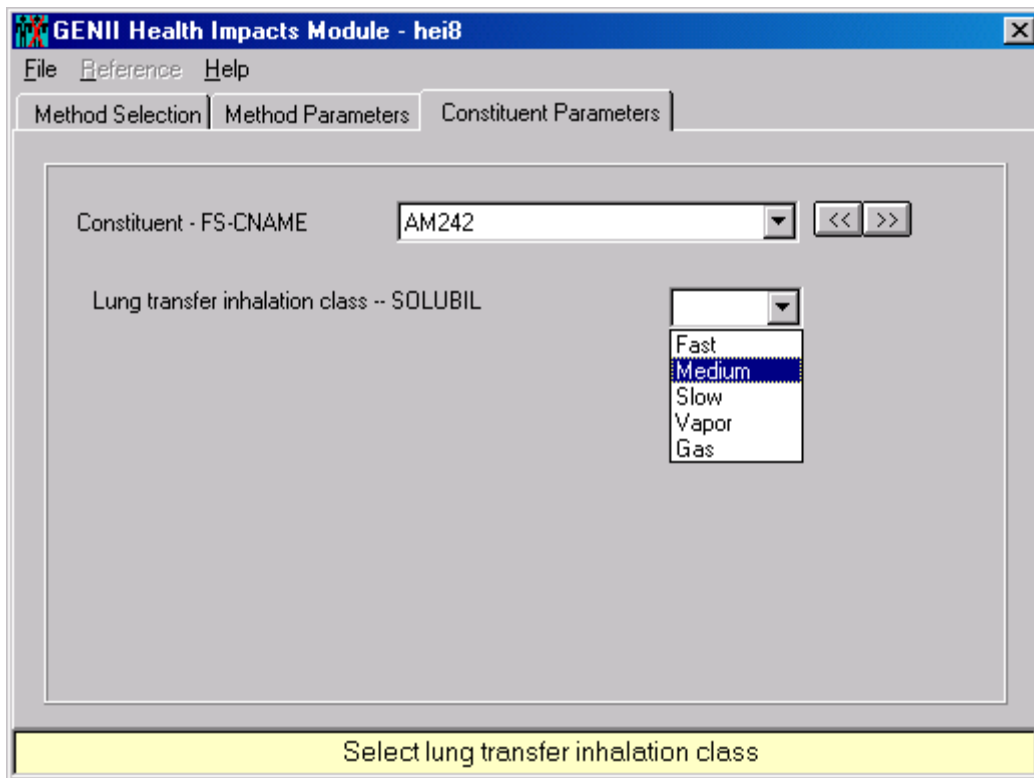 GENII Health Impacts Module - hei8
File Reference Help
Method Selection Method Parameters Constituent Parameters
Constituent - FS-CNAME AM242 << >>
Lung transfer inhalation class -- SOLUBIL
Fast
Medium
Slow
Vapor
Gas
Select lung transfer inhalation class